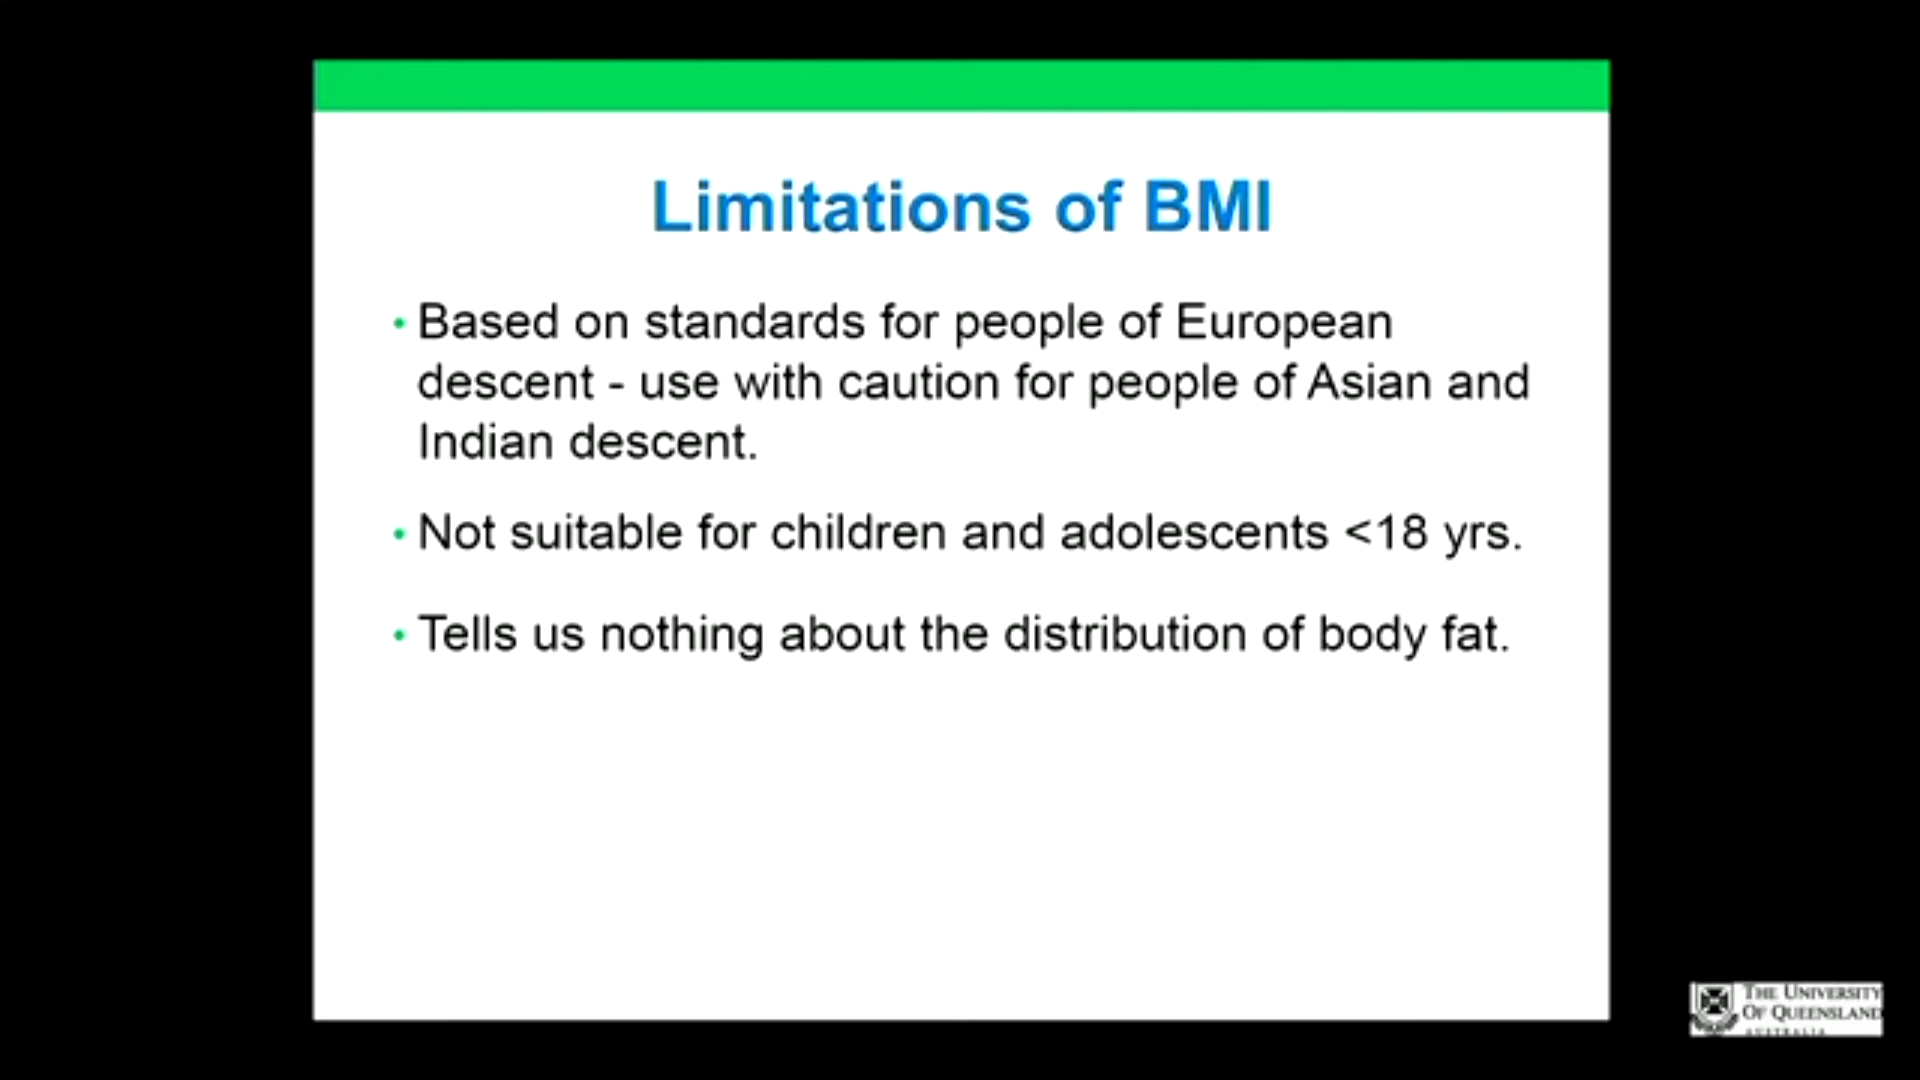 Limitations of BMI
• Based on standards for people of European
descent - use with caution for people of Asian and
Indian descent.
• Not suitable for children and adolescents <18 yrs.
• Tells us nothing about the distribution of body fat.
THE UNIVERSITY
OF QUEENSLAND
AUSTRALIA